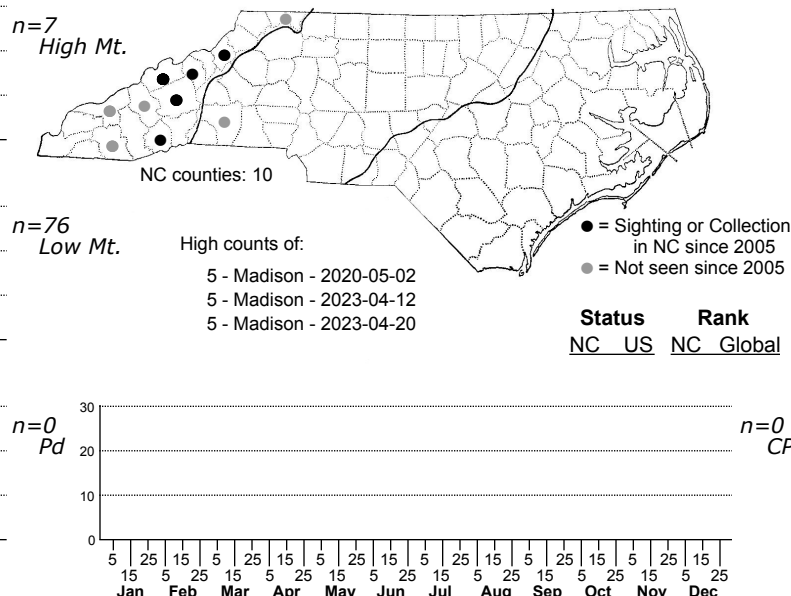 n=7
High Mt.
NC counties: 10
n=76
Low Mt.
High counts of:
5 - Madison - 2020-05-02
5 - Madison - 2023-04-12
5 - Madison - 2023-04-20
= Sighting or Collection
in NC since 2005
= Not seen since 2005
Status Rank
NC US NC Global
n=0
Pd
n=0
CP
30
20
10
0
5 25 15 5 25 15 5 25 15 5 25 15 5 25 15 5 25 15
15 5 25 15 5 25 15 5 25 15 5 25 15 5 25 15 5 25
Jan Feb Mar Apr May Jun Jul Aug Sep Oct Nov Dec